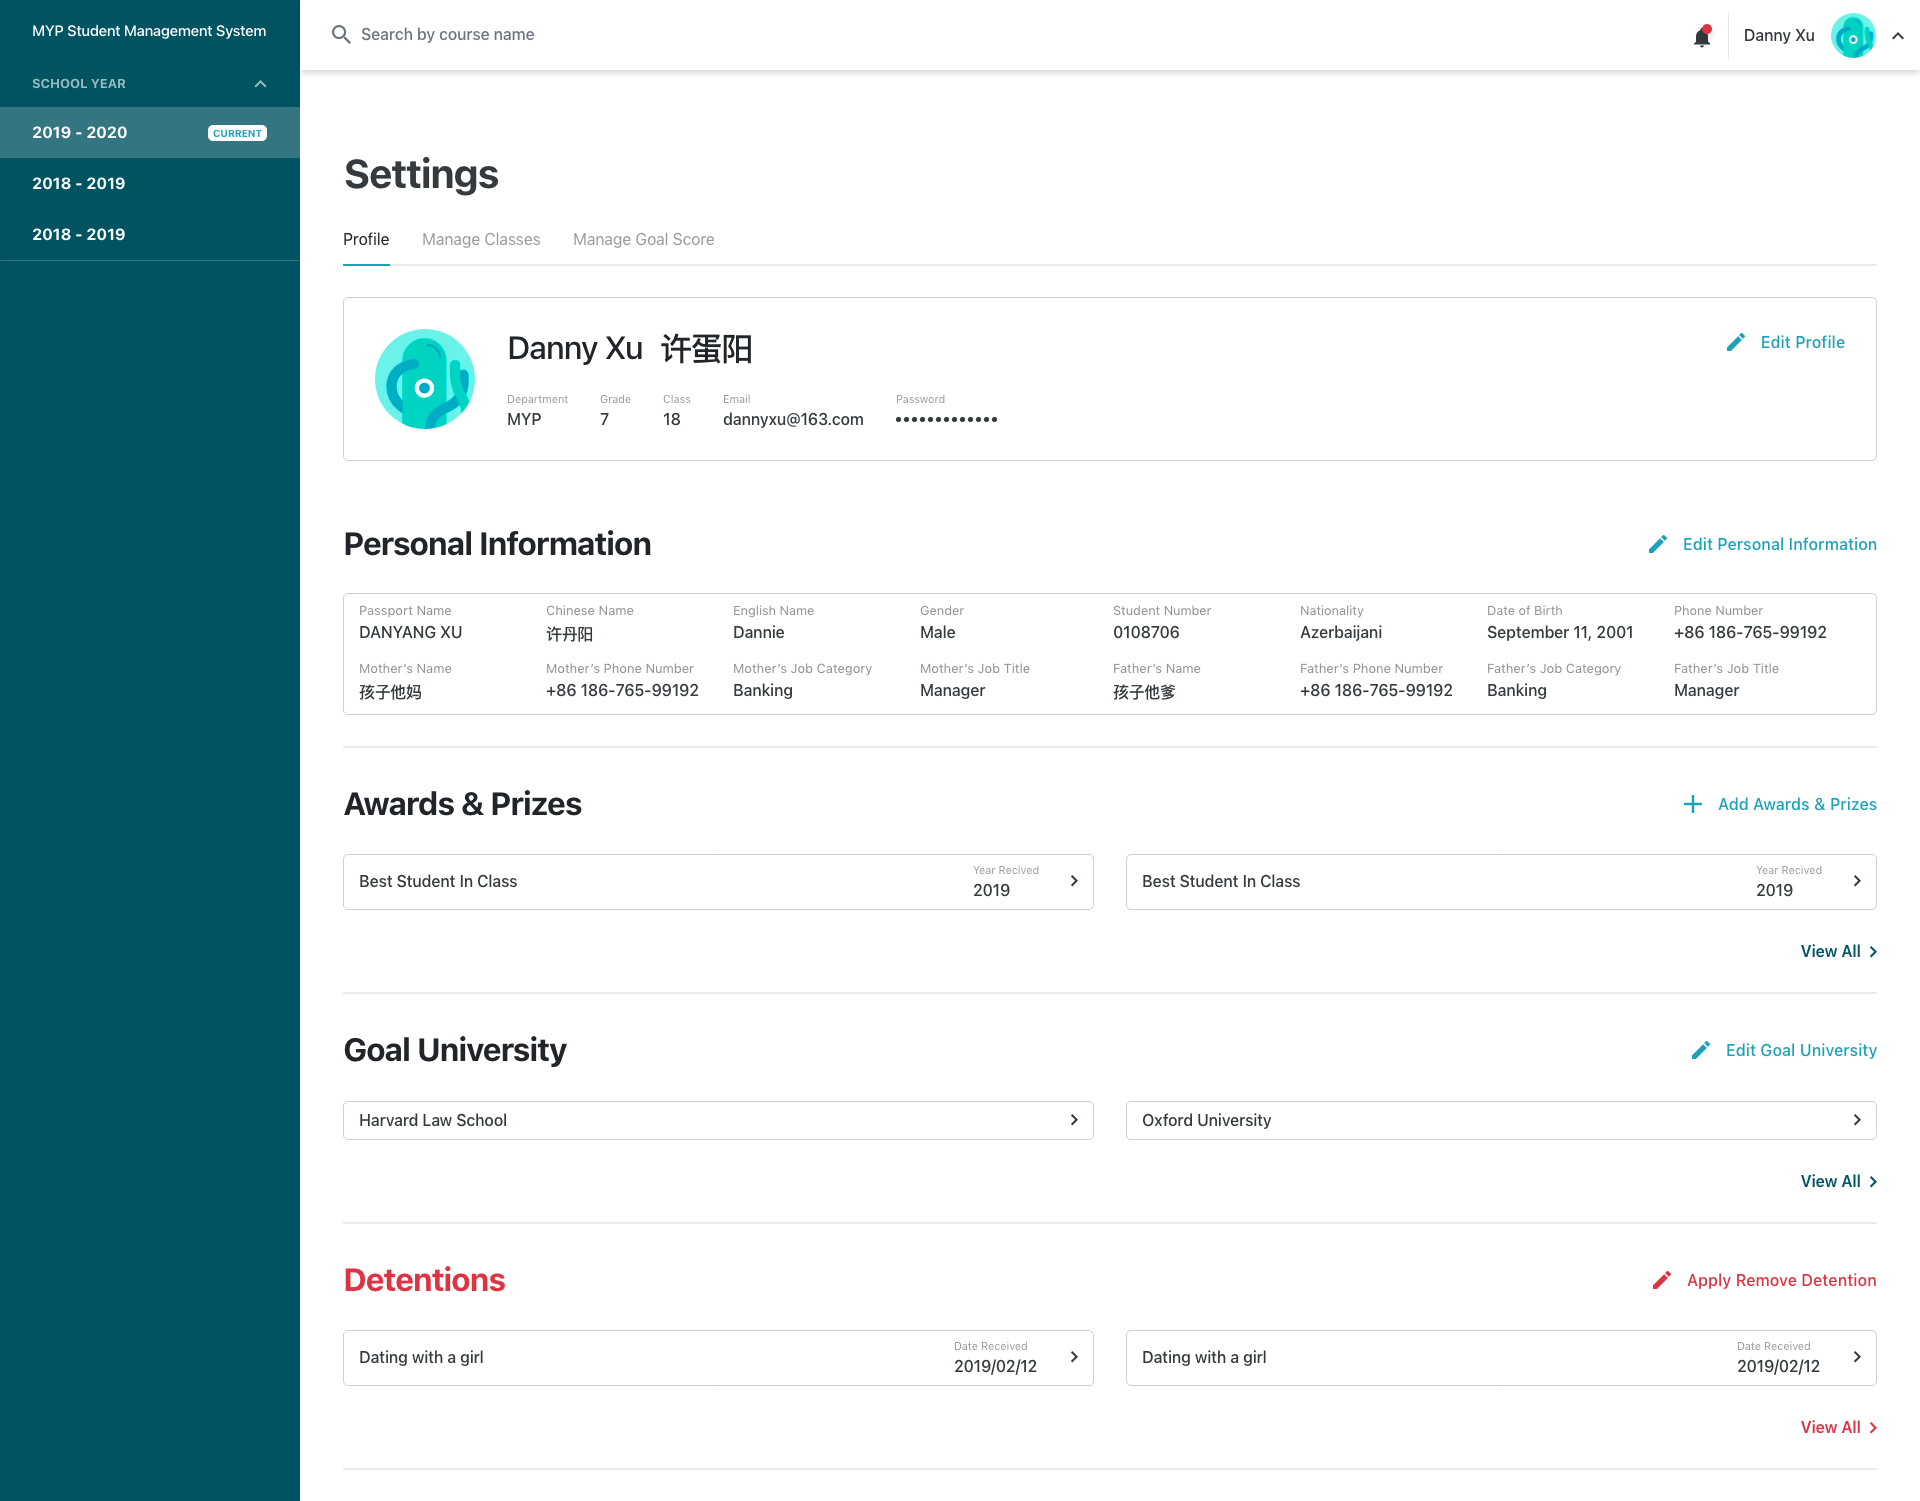 MYP Student Management System
SCHOOL YEAR
2019 - 2020 CURRENT
2018 - 2019
2018 - 2019
Search by course name
Danny Xu
Settings
Profile Manage Classes Manage Goal Score
Danny Xu 许蛋阳
Edit Profile
Department Grade Class Email Password
MYP 7 18 dannyxu@163.com •••••••••••••
Personal Information
Edit Personal Information
Passport Name Chinese Name English Name Gender Student Number Nationality Date of Birth Phone Number
DANYANG XU 许丹阳 Dannie Male 0108706 Azerbaijani September 11, 2001 +86 186-765-99192
Mother's Name Mother's Phone Number Mother's Job Category Mother's Job Title Father's Name Father's Phone Number Father's Job Category Father's Job Title
孩子他妈 +86 186-765-99192 Banking Manager 孩子他爹 +86 186-765-99192 Banking Manager
Awards & Prizes
Add Awards & Prizes
Best Student In Class Year Recived 2019
Best Student In Class Year Recived 2019
View All
Goal University
Edit Goal University
Harvard Law School
Oxford University
View All
Detentions
Apply Remove Detention
Dating with a girl Date Received 2019/02/12
Dating with a girl Date Received 2019/02/12
View All